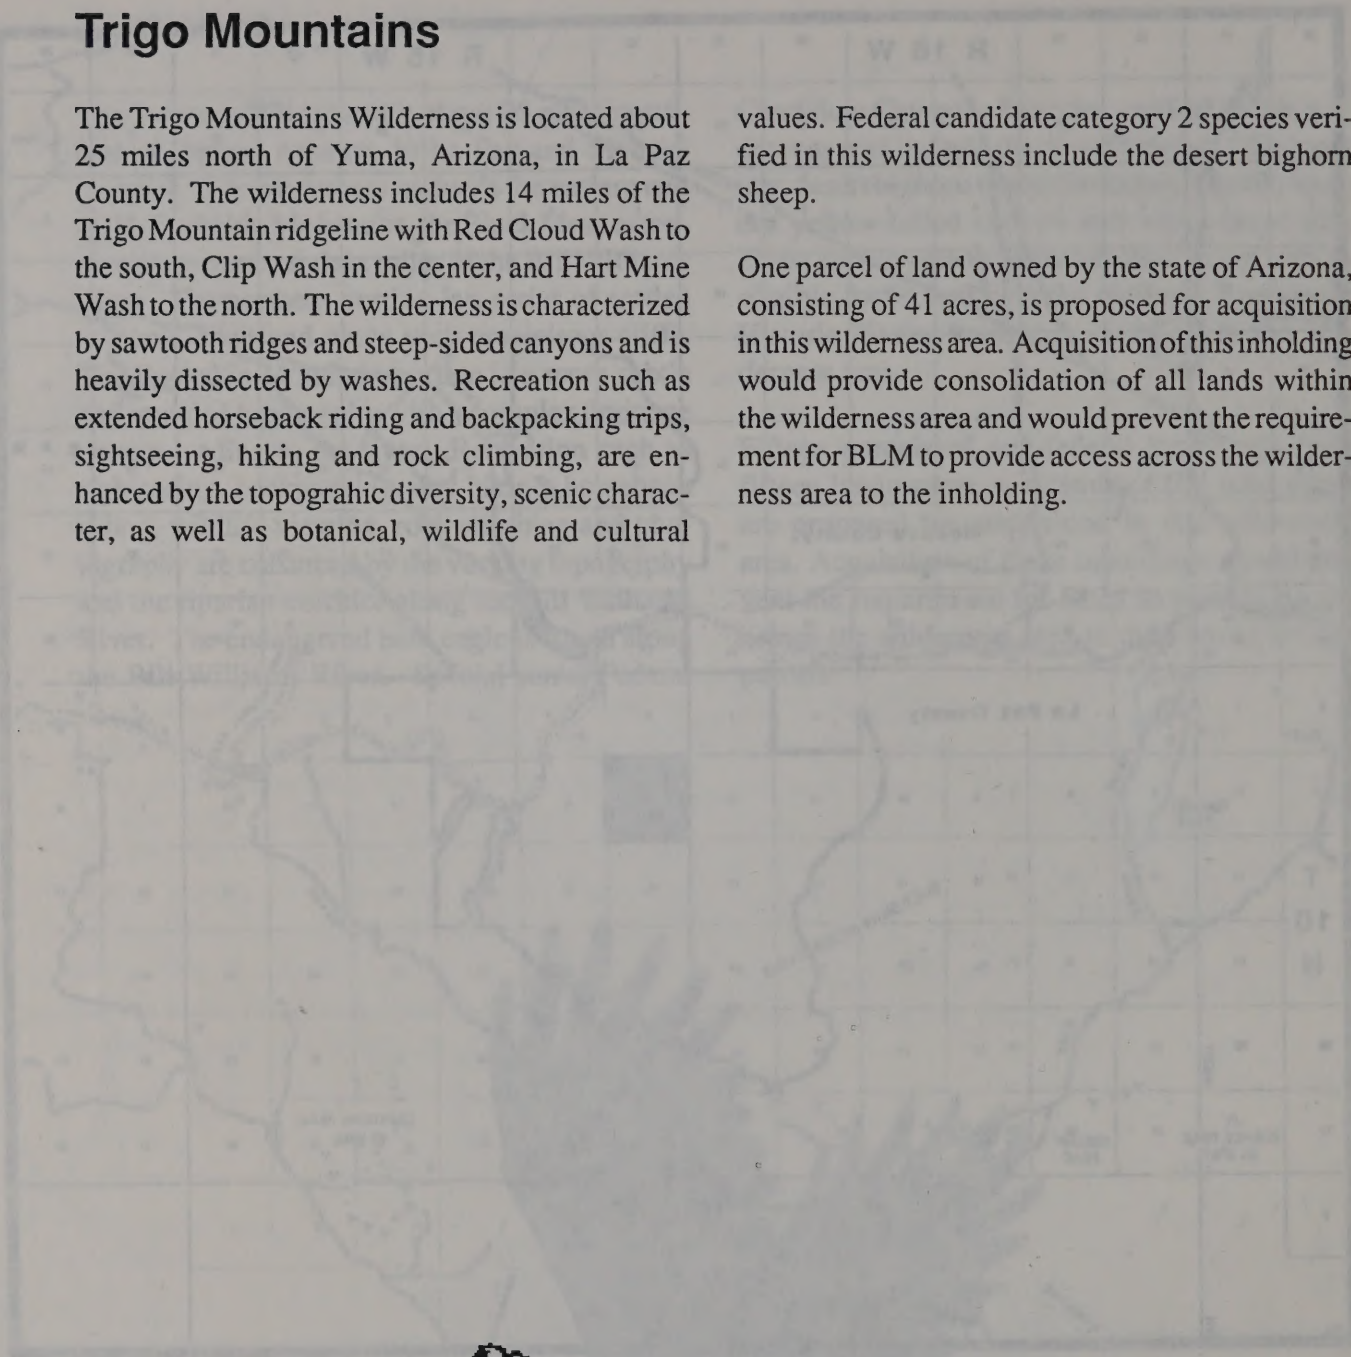 Trigo Mountains
The Trigo Mountains Wilderness is located about
25 miles north of Yuma, Arizona, in La Paz
County. The wilderness includes 14 miles of the
Trigo Mountain ridgeline with Red Cloud Wash to
the south, Clip Wash in the center, and Hart Mine
Wash to the north. The wilderness is characterized
by sawtooth ridges and steep-sided canyons and is
heavily dissected by washes. Recreation such as
extended horseback riding and backpacking trips,
sightseeing, hiking and rock climbing, are en-
hanced by the topograhic diversity, scenic charac-
ter, as well as botanical, wildlife and cultural
values. Federal candidate category 2 species veri-
fied in this wilderness include the desert bighorn
sheep.
One parcel of land owned by the state of Arizona,
consisting of 41 acres, is proposed for acquisition
in this wilderness area. Acquisition of this inholding
would provide consolidation of all lands within
the wilderness area and would prevent the require-
ment for BLM to provide access across the wilder-
ness area to the inholding.